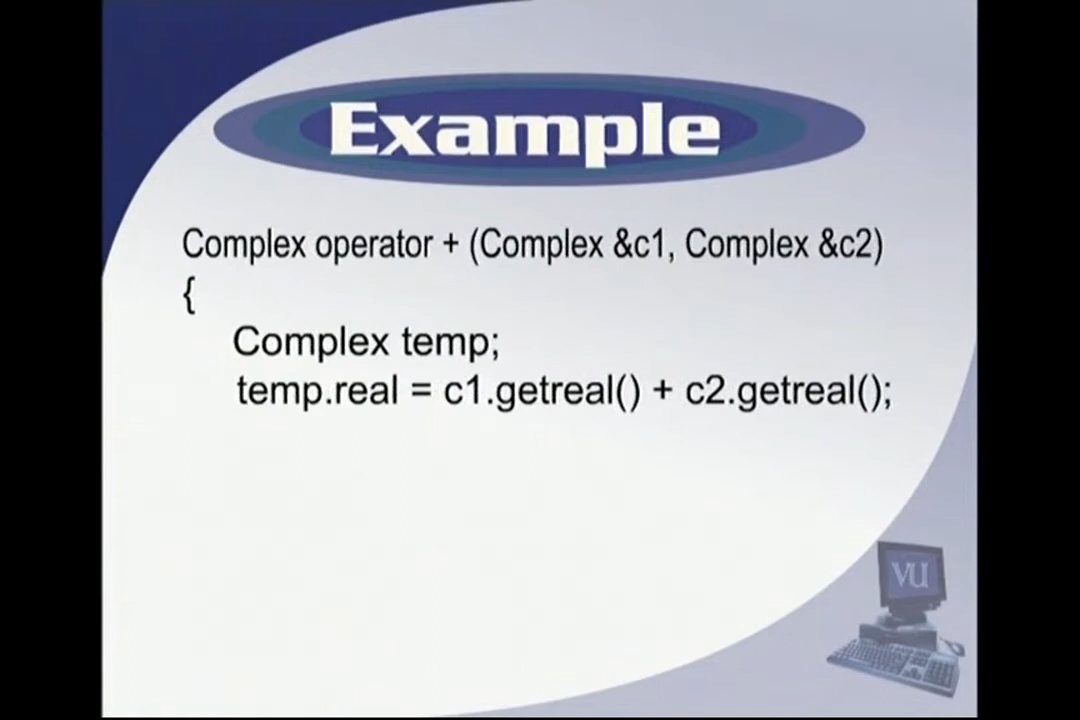 Example
Complex operator + (Complex &c1, Complex &c2)
{
Complex temp;
temp.real = c1.getreal() + c2.getreal();
VU